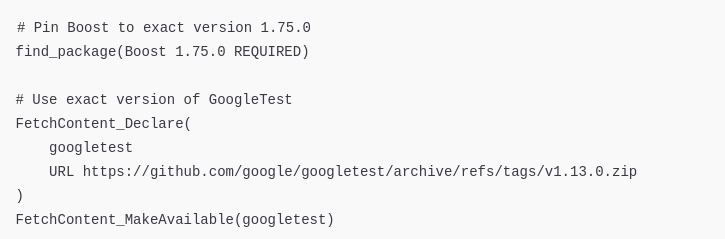 # Pin Boost to exact version 1.75.0
find_package(Boost 1.75.0 REQUIRED)

# Use exact version of GoogleTest
FetchContent_Declare(
    googletest
    URL https://github.com/google/googletest/archive/refs/tags/v1.13.0.zip
)
FetchContent_MakeAvailable(googletest)